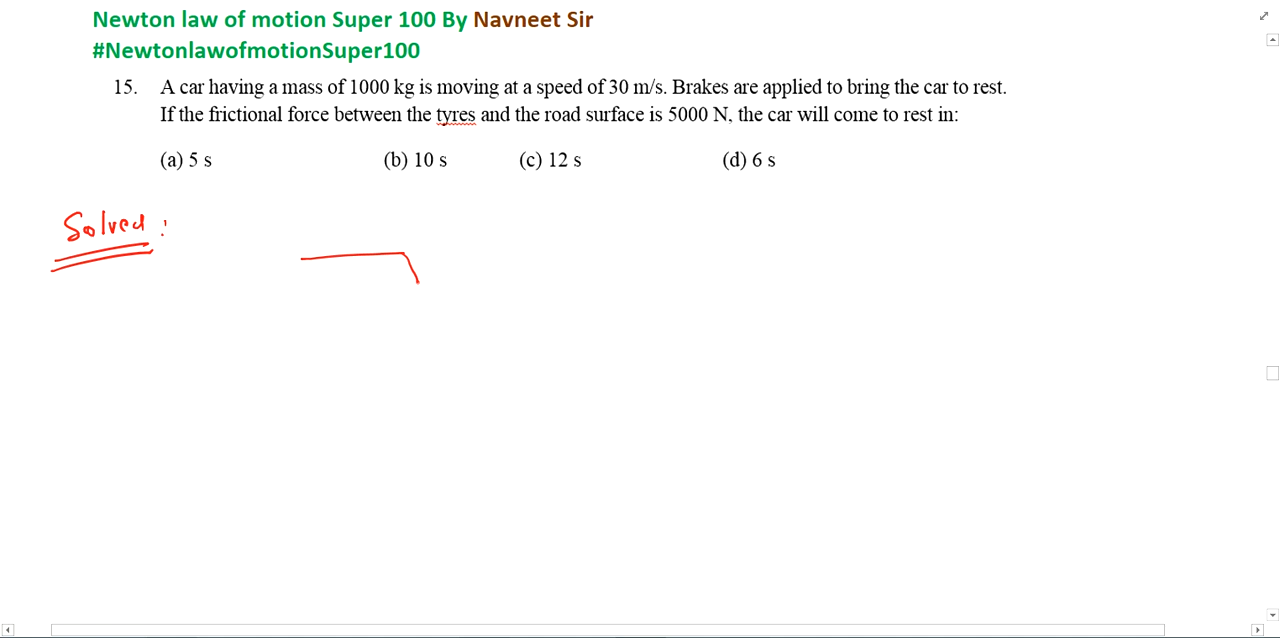 Newton law of motion Super 100 By Navneet Sir
#NewtonlawofmotionSuper100
15. A car having a mass of 1000 kg is moving at a speed of 30 m/s. Brakes are applied to bring the car to rest.
If the frictional force between the tyres and the road surface is 5000 N, the car will come to rest in:
(a) 5 s (b) 10 s (c) 12 s (d) 6 s
Solved :